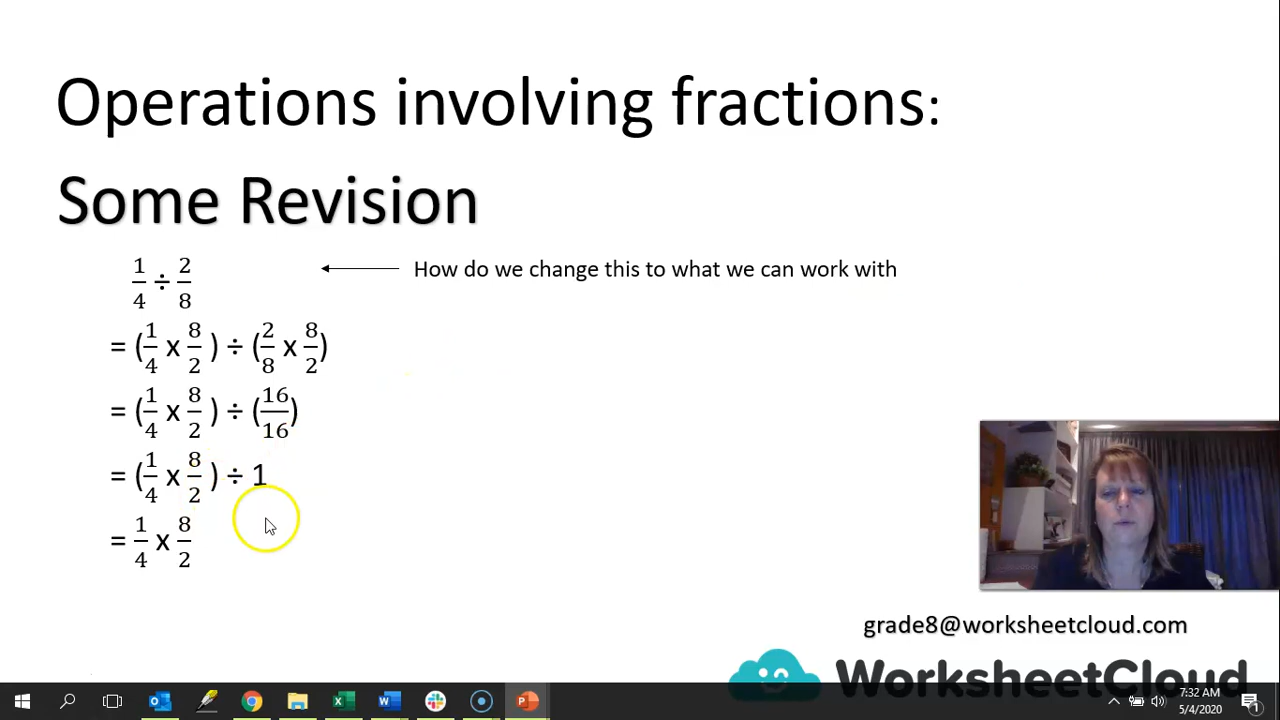 Operations involving fractions:
Some Revision
1/4 ÷ 2/8
How do we change this to what we can work with
= (1/4 x 8/2 ) ÷ (2/8 x 8/2)
= (1/4 x 8/2 ) ÷ (16/16)
= (1/4 x 8/2 ) ÷ 1
= 1/4 x 8/2
grade8@worksheetcloud.com
WorksheetCloud
7:32 AM
5/4/2020